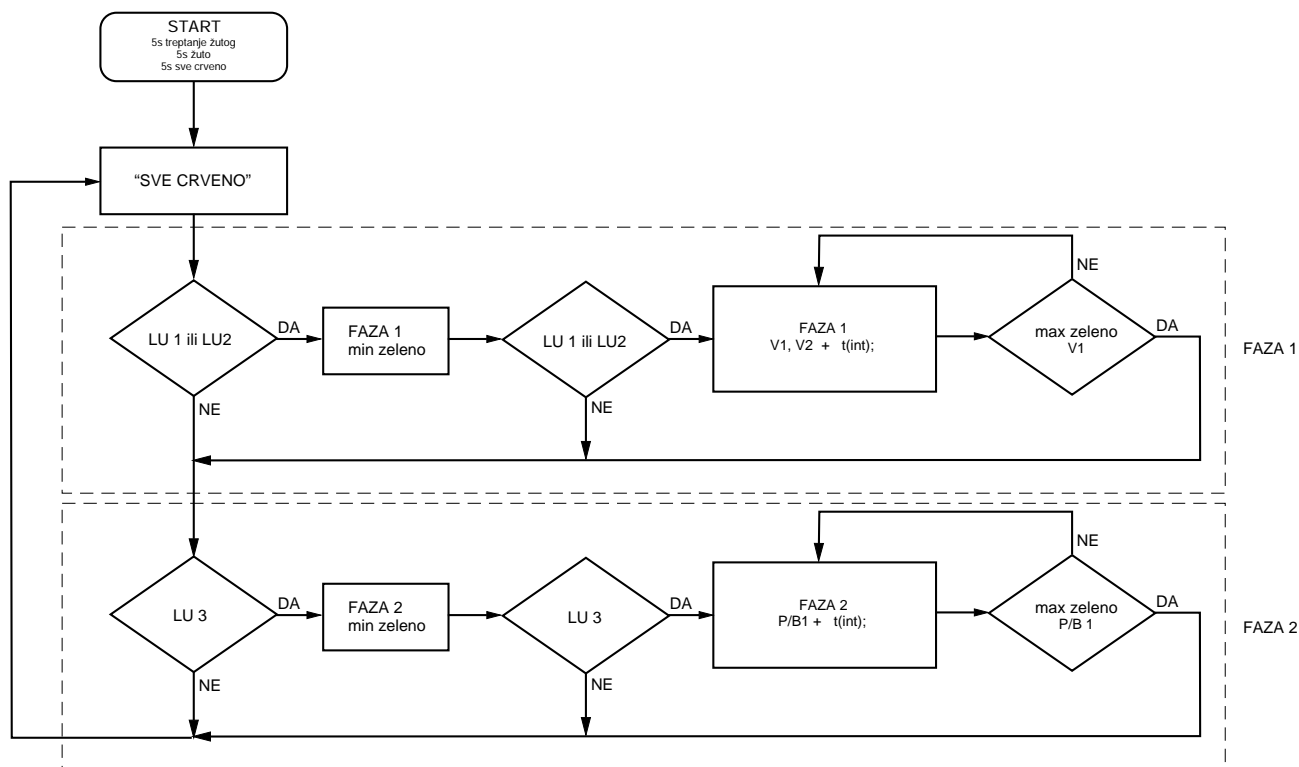 START
5s treptanje žutog
5s žuto
5s sve crveno
“SVE CRVENO”
NE
LU 1 ili LU2
DA
FAZA 1
min zeleno
LU 1 ili LU2
DA
FAZA 1
V1, V2 + t(int);
max zeleno
V1
DA
FAZA 1
NE
NE
NE
LU 3
DA
FAZA 2
min zeleno
LU 3
DA
FAZA 2
P/B1 + t(int);
max zeleno
P/B 1
DA
FAZA 2
NE
NE